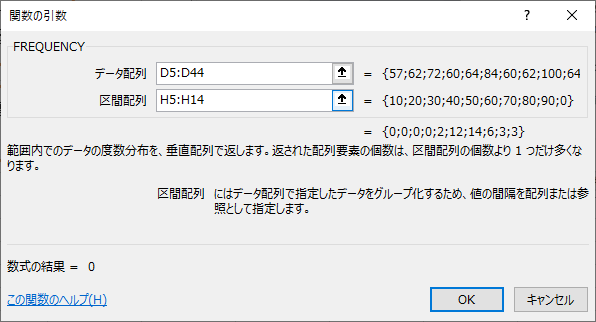 関数の引数
FREQUENCY
データ配列 D5:D44 = {57;62;72;60;64;84;60;62;100;64
区間配列 H5:H14 = {10;20;30;40;50;60;70;80;90;0}
= {0;0;0;0;2;12;14;6;3;3}
範囲内でのデータの度数分布を、垂直配列で返します。返された配列要素の個数は、区間配列の個数より 1 つだけ多くな
ります。
区間配列 にはデータ配列で指定したデータをグループ化するため、値の間隔を配列または参
照として指定します。
数式の結果 = 0
この関数のヘルプ(H)
OK キャンセル